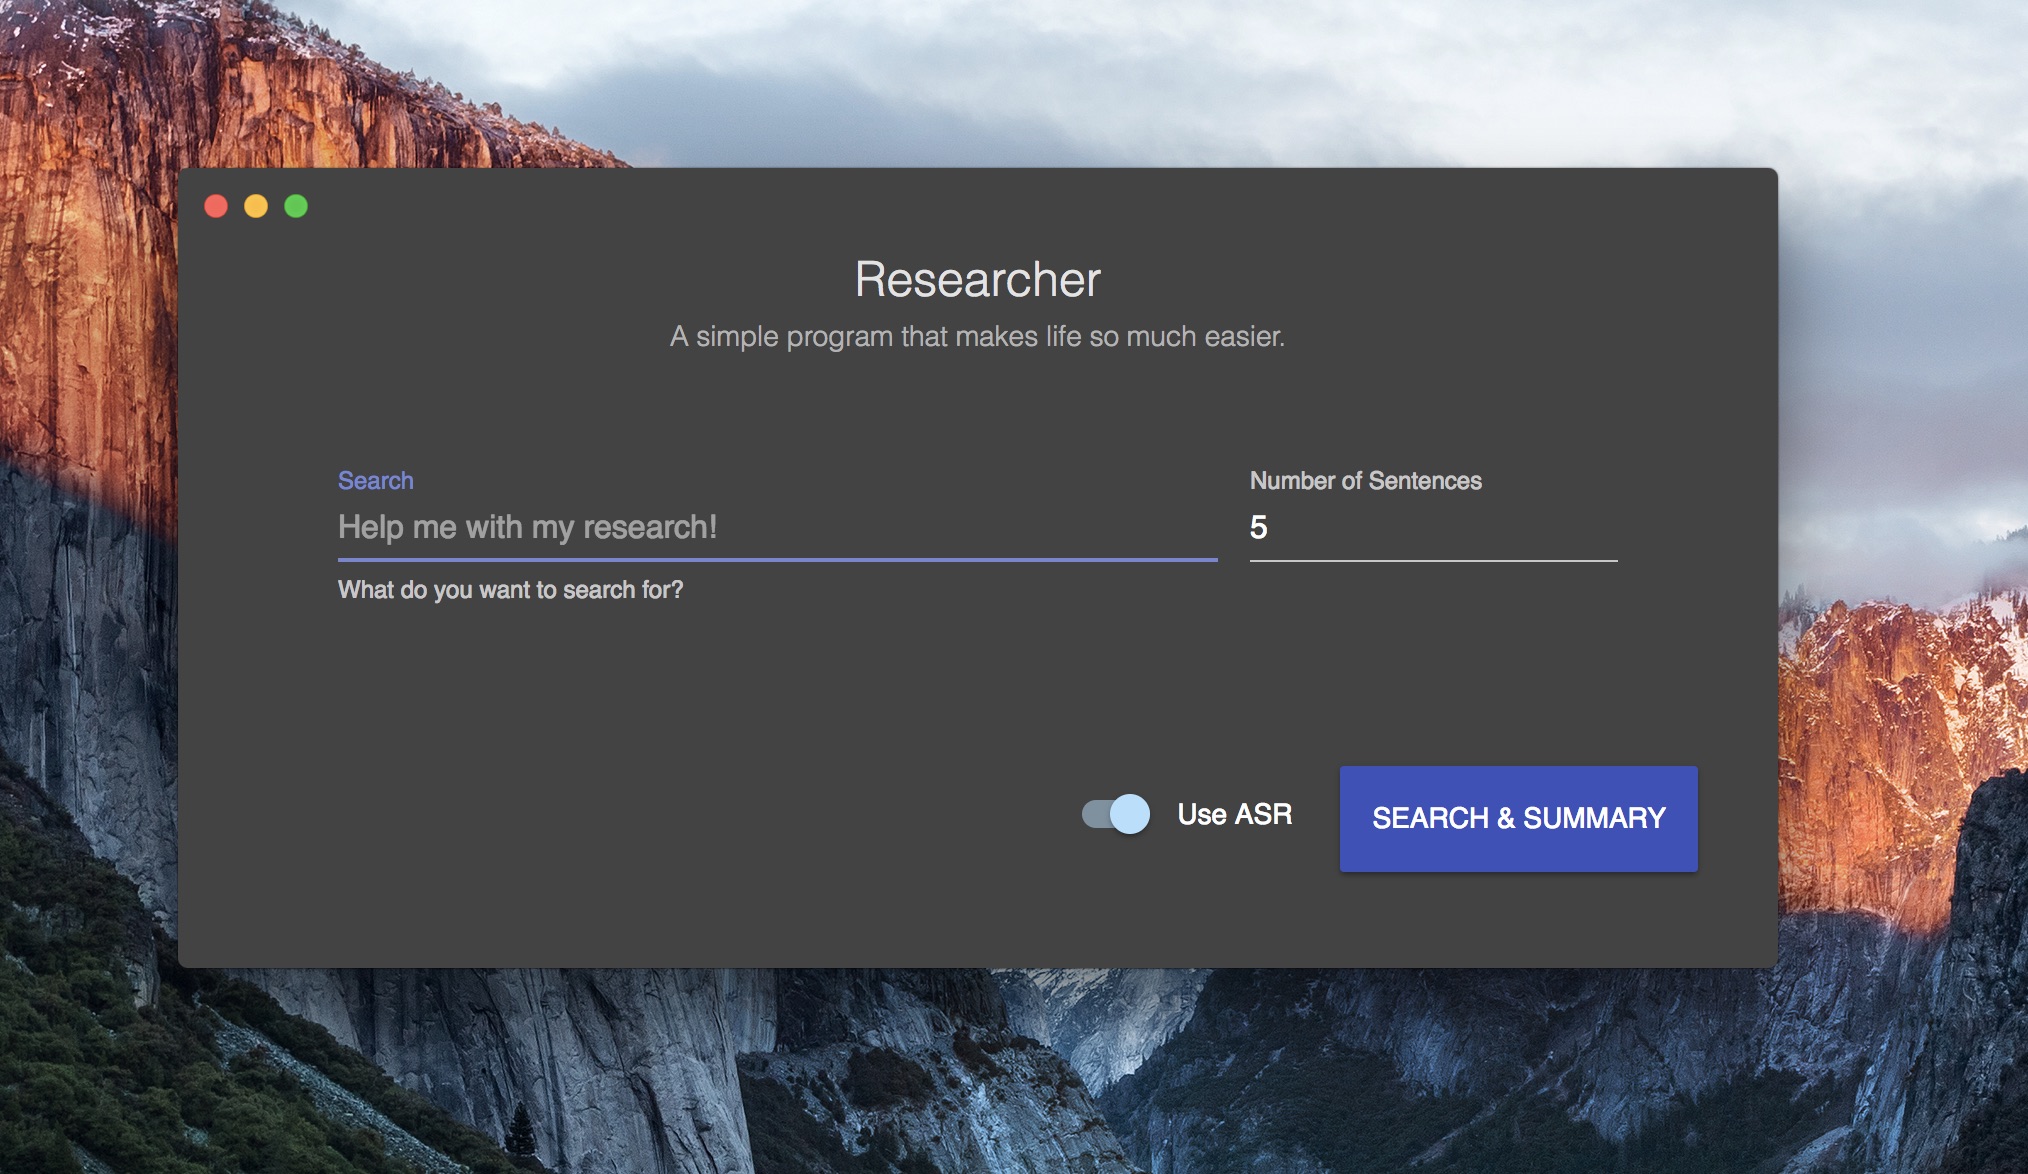 Researcher
A simple program that makes life so much easier.
Search
Help me with my research!
What do you want to search for?
Number of Sentences
5
Use ASR
SEARCH & SUMMARY